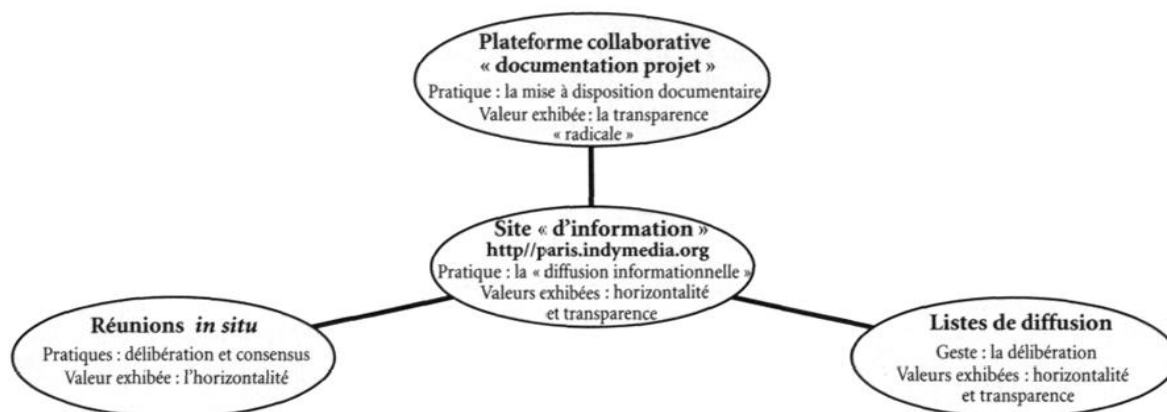 Plateforme collaborative
« documentation projet »
Pratique : la mise à disposition documentaire
Valeur exhibée : la transparence
« radicale »
Site « d’information »
http//paris.indymedia.org
Pratique : la « diffusion informationnelle »
Valeurs exhibées : horizontalité
et transparence
Réunions in situ
Pratiques : délibération et consensus
Valeur exhibée : l’horizontalité
Listes de diffusion
Geste : la délibération
Valeurs exhibées : horizontalité
et transparence